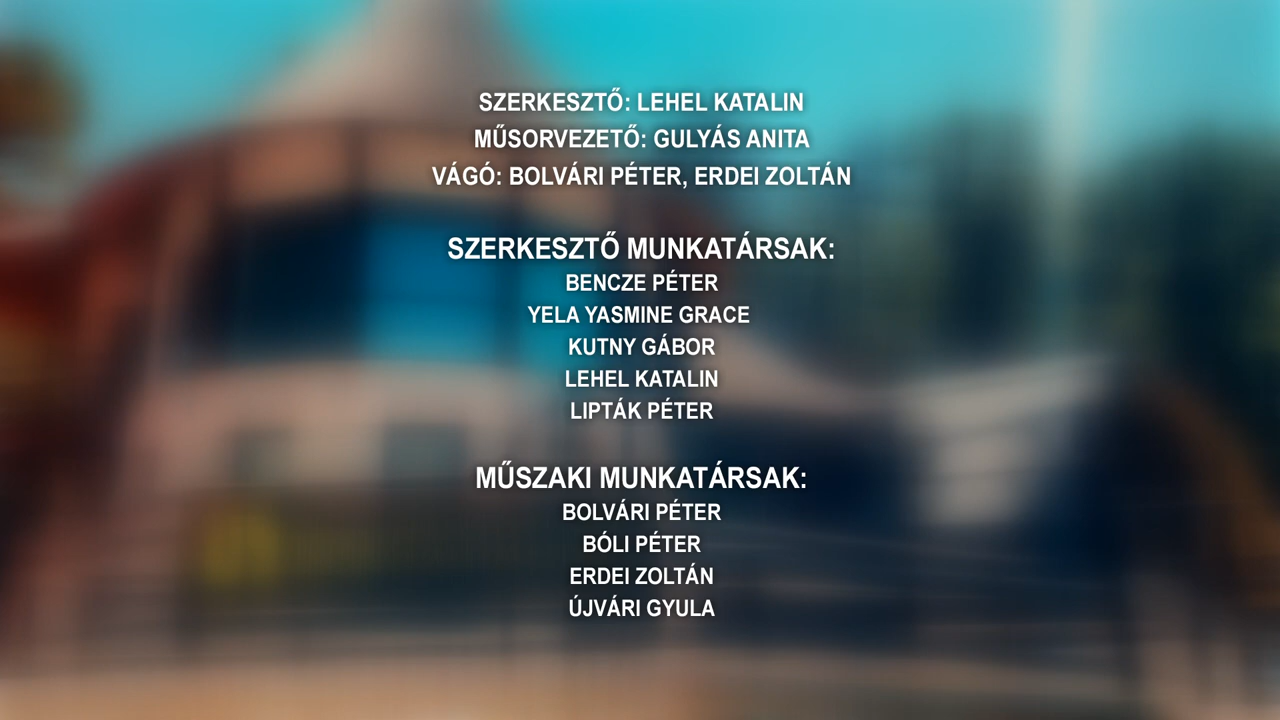 SZERKESZTŐ: LEHEL KATALIN
MŰSORVEZETŐ: GULYÁS ANITA
VÁGÓ: BOLVÁRI PÉTER, ERDEI ZOLTÁN
SZERKESZTŐ MUNKATÁRSAK:
BENCZE PÉTER
YELA YASMINE GRACE
KUTNY GÁBOR
LEHEL KATALIN
LIPTÁK PÉTER
MŰSZAKI MUNKATÁRSAK:
BOLVÁRI PÉTER
BÓLI PÉTER
ERDEI ZOLTÁN
ÚJVÁRI GYULA